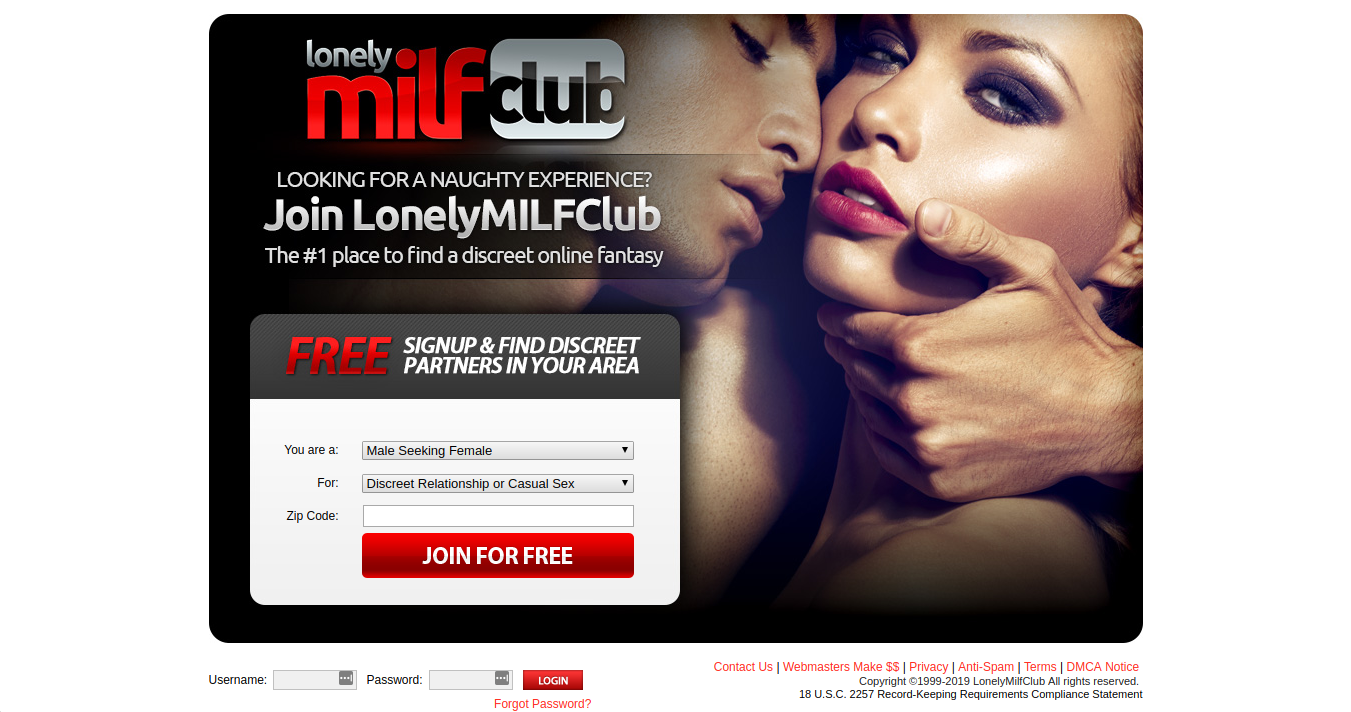 lonely
milf club
LOOKING FOR A NAUGHTY EXPERIENCE?
Join LonelyMILFClub
The #1 place to find a discreet online fantasy
FREE SIGNUP & FIND DISCREET
PARTNERS IN YOUR AREA
You are a: Male Seeking Female
For: Discreet Relationship or Casual Sex
Zip Code:
JOIN FOR FREE
Contact Us | Webmasters Make $$ | Privacy | Anti-Spam | Terms | DMCA Notice
Username: Password: LOGIN
Copyright ©1999-2019 LonelyMilfClub All rights reserved.
18 U.S.C. 2257 Record-Keeping Requirements Compliance Statement
Forgot Password?